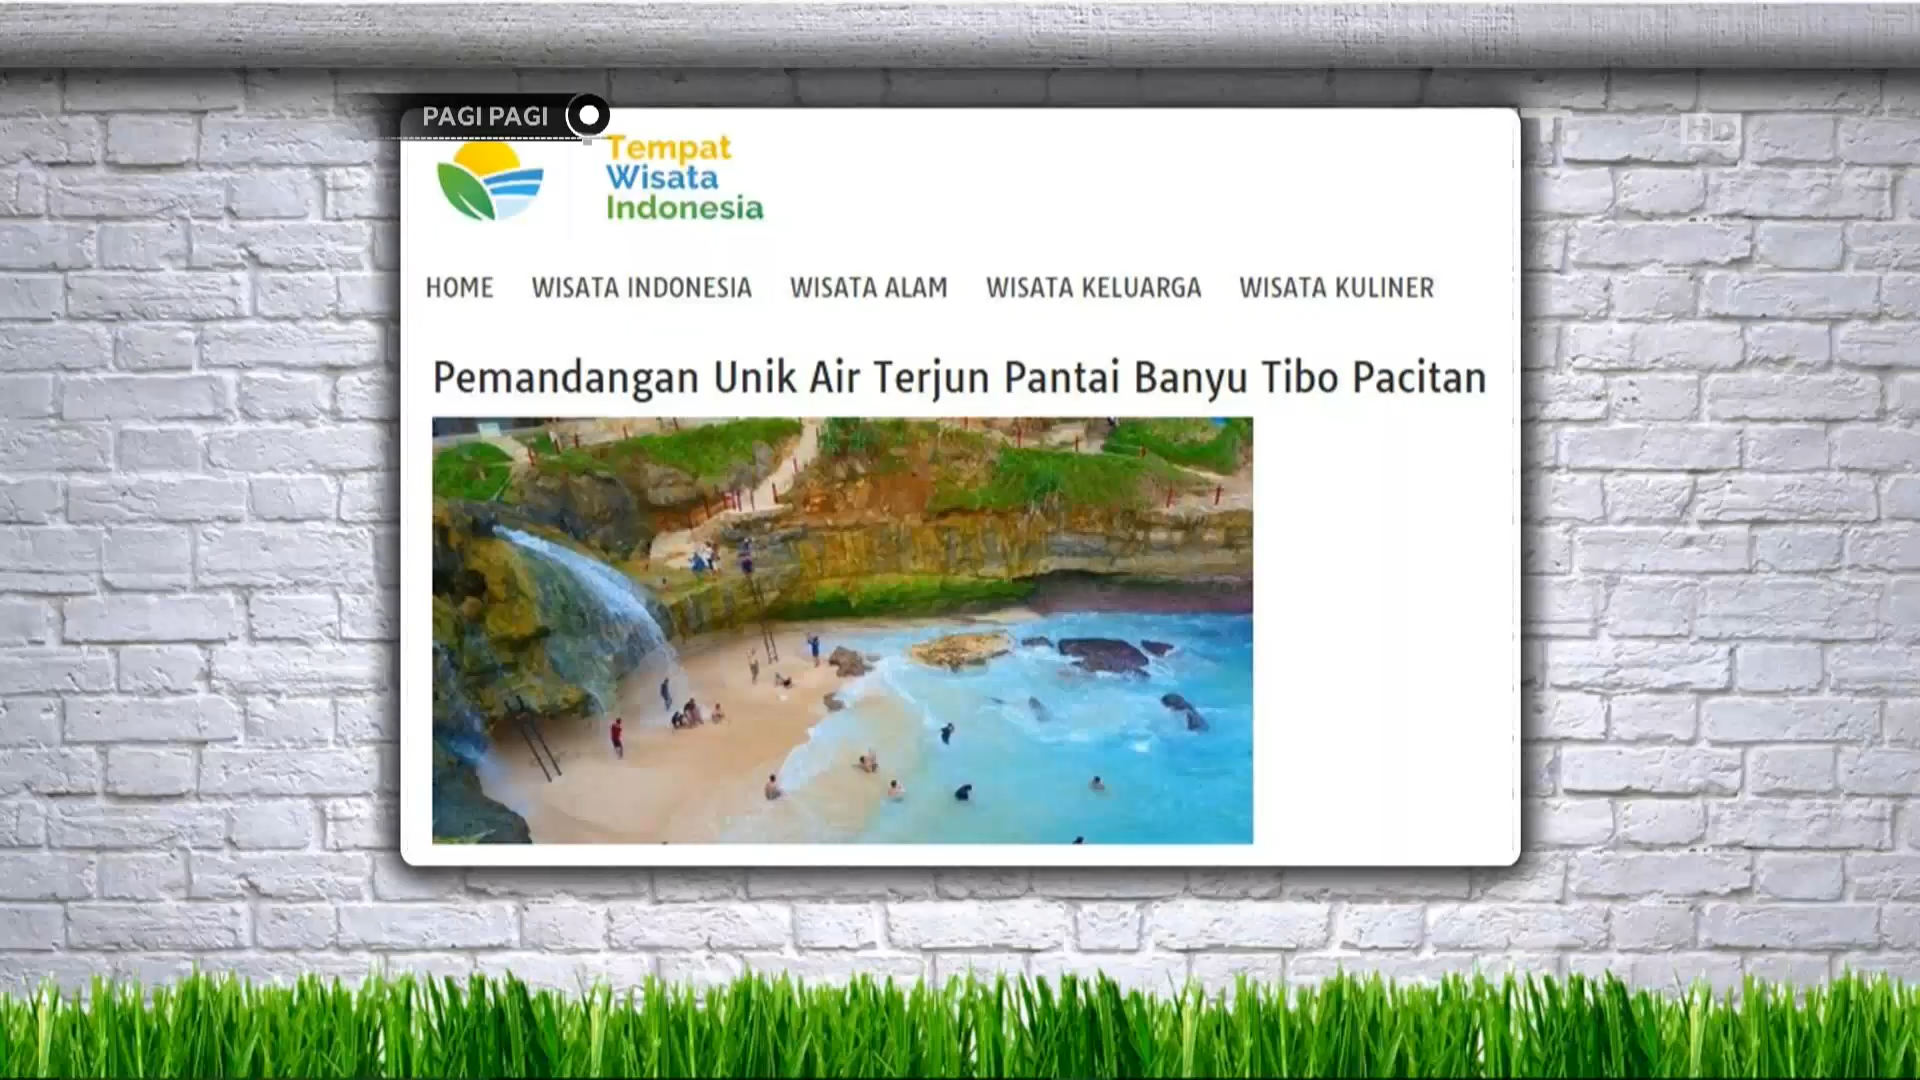 PAGI PAGI
HD
Tempat
Wisata
Indonesia
HOME WISATA INDONESIA WISATA ALAM WISATA KELUARGA WISATA KULINER
Pemandangan Unik Air Terjun Pantai Banyu Tibo Pacitan